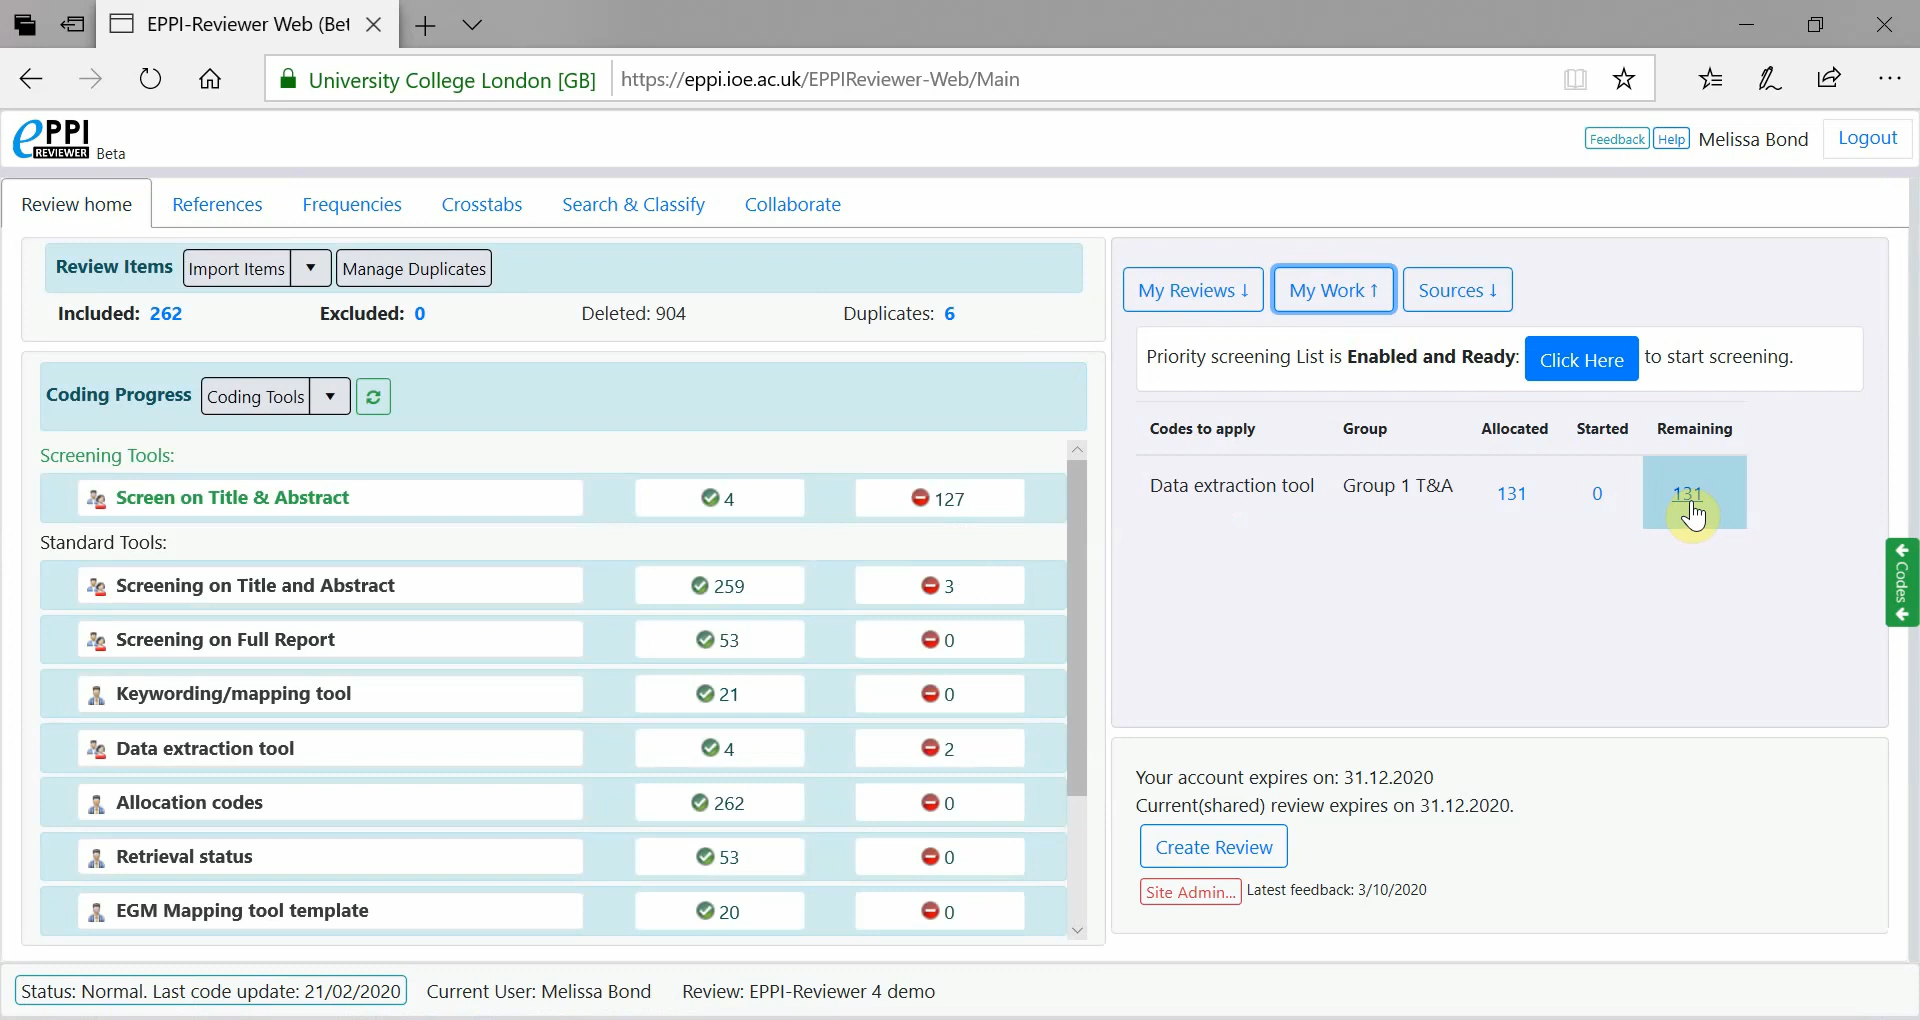 EPPI-Reviewer Web (Bet
University College London [GB] https://eppi.ioe.ac.uk/EPPIReviewer-Web/Main
ePPI REVIEWER Beta
Feedback Help Melissa Bond Logout
Review home References Frequencies Crosstabs Search & Classify Collaborate
Review Items Import Items Manage Duplicates
Included: 262 Excluded: 0 Deleted: 904 Duplicates: 6
Coding Progress Coding Tools
Screening Tools:
Screen on Title & Abstract 4 127
Standard Tools:
Screening on Title and Abstract 259 3
Screening on Full Report 53 0
Keywording/mapping tool 21 0
Data extraction tool 4 2
Allocation codes 262 0
Retrieval status 53 0
EGM Mapping tool template 20 0
My Reviews ↓ My Work ↑ Sources ↓
Priority screening List is Enabled and Ready: Click Here to start screening.
Codes to apply Group Allocated Started Remaining
Data extraction tool Group 1 T&A 131 0 131
Codes
Your account expires on: 31.12.2020
Current(shared) review expires on 31.12.2020.
Create Review
Site Admin... Latest feedback: 3/10/2020
Status: Normal. Last code update: 21/02/2020 Current User: Melissa Bond Review: EPPI-Reviewer 4 demo